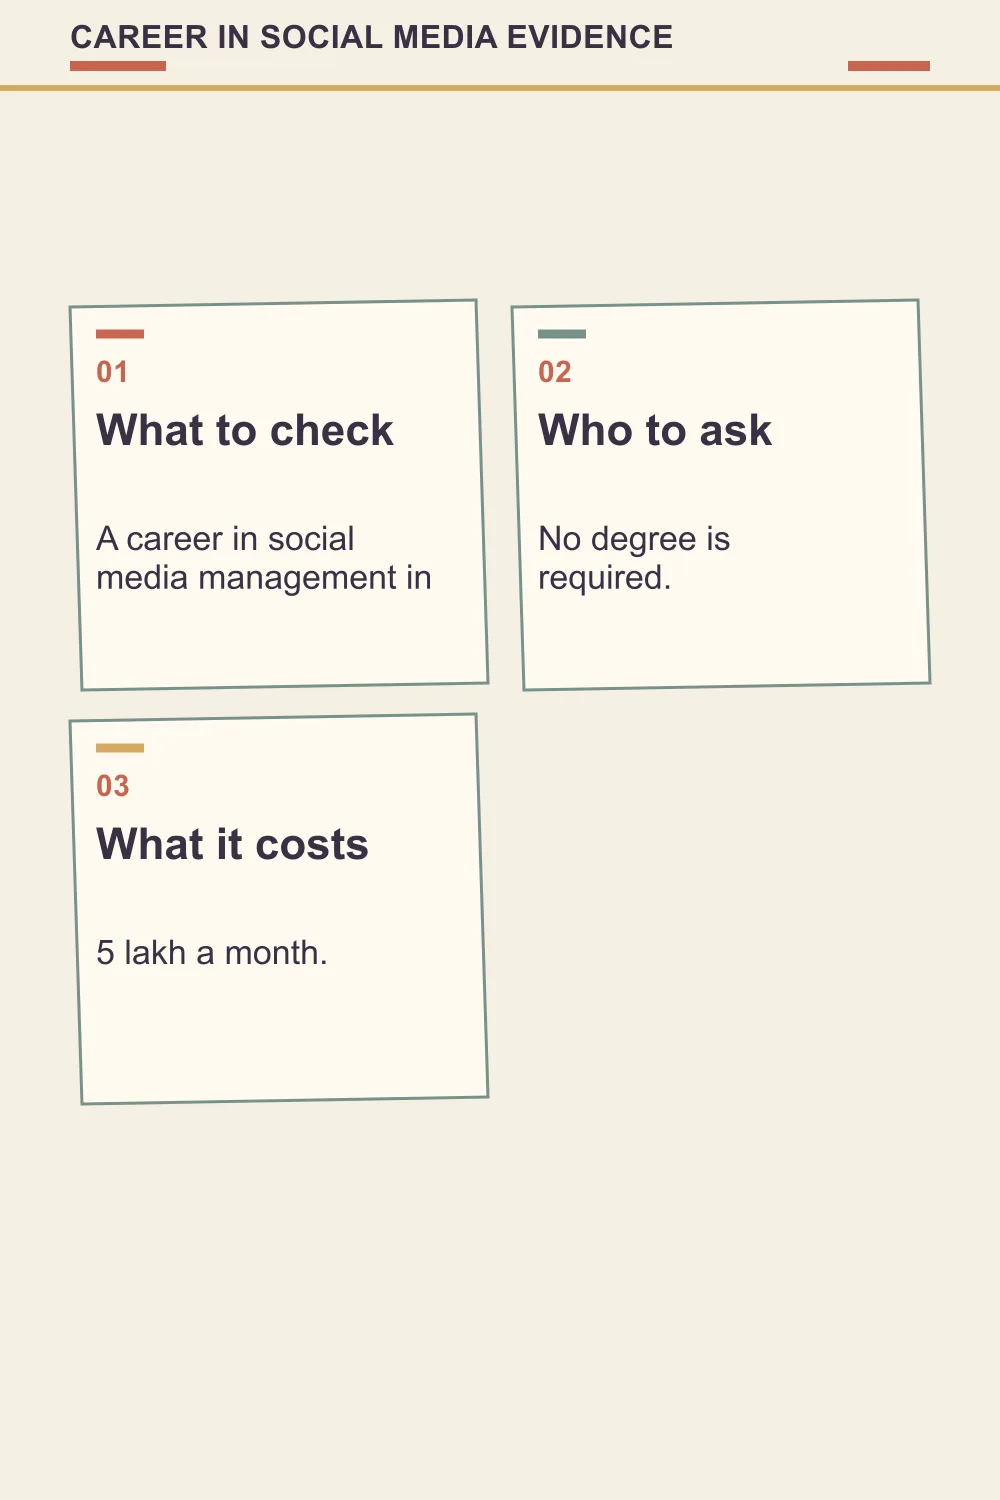 CAREER IN SOCIAL MEDIA EVIDENCE
01
What to check
A career in social
media management in
02
Who to ask
No degree is
required.
03
What it costs
5 lakh a month.